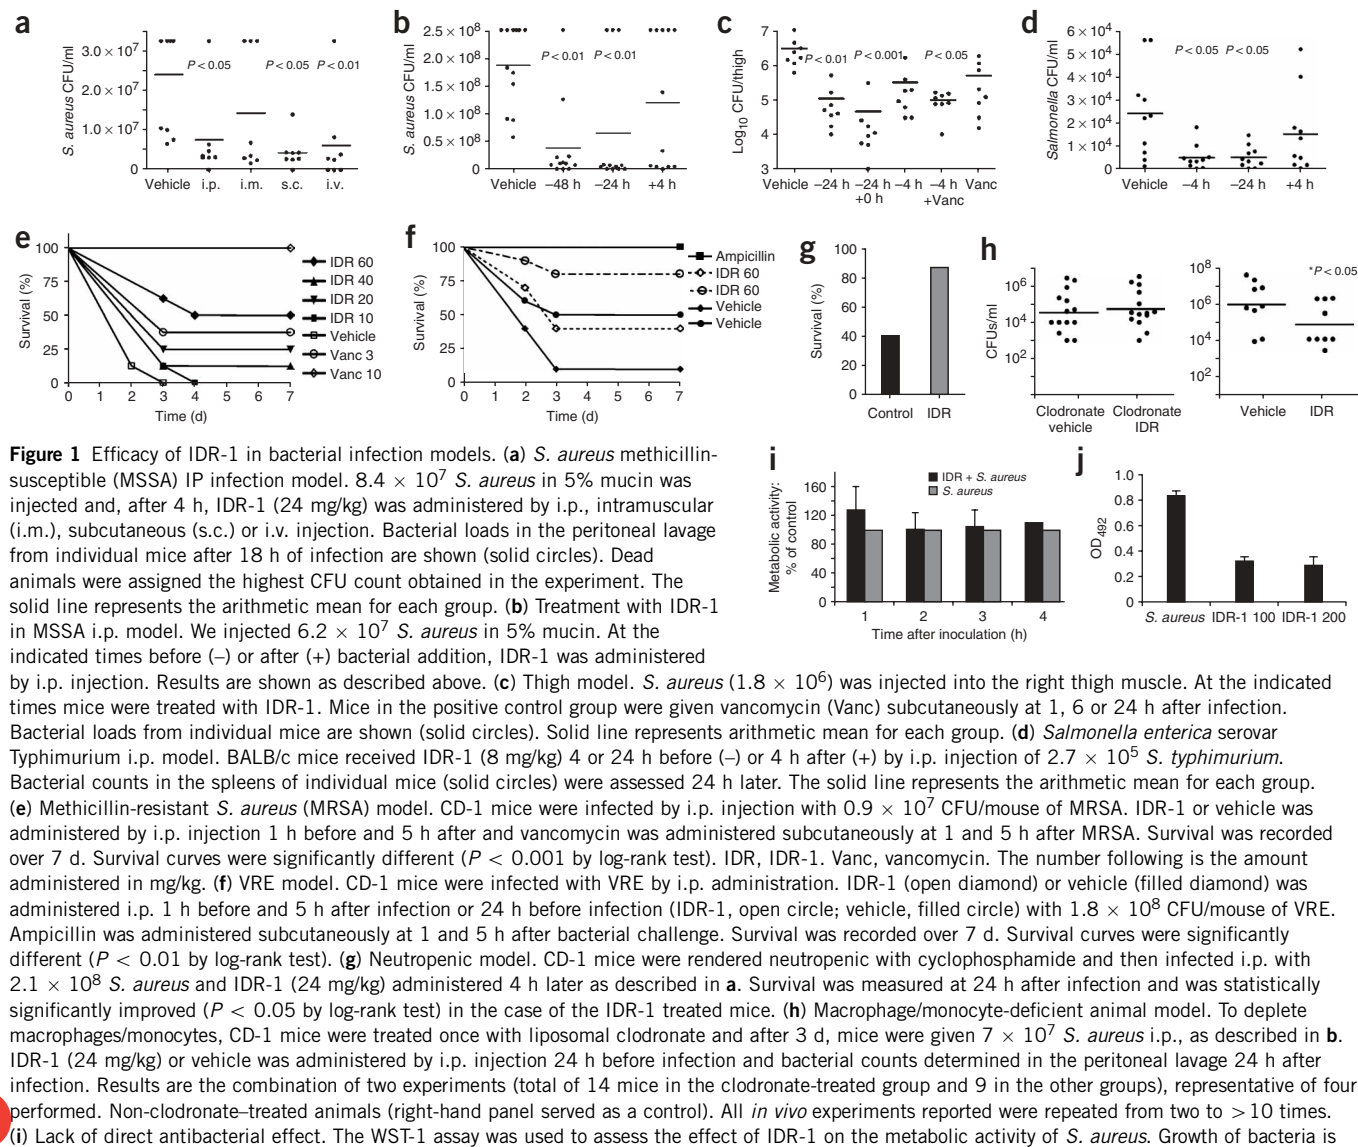 a
S. aureus CFU/ml
3.0 × 10⁷
2.0 × 10⁷
1.0 × 10⁷
0
P < 0.05
P < 0.05
P < 0.01
Vehicle i.p. i.m. s.c. i.v.
b
S. aureus CFU/ml
2.5 × 10⁸
2.0 × 10⁸
1.5 × 10⁸
1.0 × 10⁸
0.5 × 10⁸
0
P < 0.01
P < 0.01
Vehicle –48 h –24 h +4 h
c
Log₁₀ CFU/thigh
7
6
5
4
3
P < 0.01
P < 0.001
P < 0.05
Vehicle –24 h –24 h –4 h –4 h Vanc
+0 h +Vanc
d
Salmonella CFU/ml
6 × 10⁴
5 × 10⁴
4 × 10⁴
3 × 10⁴
2 × 10⁴
1 × 10⁴
0
P < 0.05 P < 0.05
Vehicle –4 h –24 h +4 h
e
Survival (%)
100
75
50
25
0
0 1 2 3 4 5 6 7
Time (d)
IDR 60
IDR 40
IDR 20
IDR 10
Vehicle
Vanc 3
Vanc 10
f
Survival (%)
100
75
50
25
0
0 1 2 3 4 5 6 7
Time (d)
Ampicillin
IDR 60
IDR 60
Vehicle
Vehicle
g
Survival (%)
100
80
60
40
20
0
Control IDR
h
CFUs/ml
10⁶
10⁴
10²
Clodronate Clodronate
vehicle IDR
10⁸
10⁶
10⁴
10²
*P < 0.05
Vehicle IDR
Figure 1 Efficacy of IDR-1 in bacterial infection models. (a) S. aureus methicillin-
susceptible (MSSA) IP infection model. 8.4 × 10⁷ S. aureus in 5% mucin was
injected and, after 4 h, IDR-1 (24 mg/kg) was administered by i.p., intramuscular
(i.m.), subcutaneous (s.c.) or i.v. injection. Bacterial loads in the peritoneal lavage
from individual mice after 18 h of infection are shown (solid circles). Dead
animals were assigned the highest CFU count obtained in the experiment. The
solid line represents the arithmetic mean for each group. (b) Treatment with IDR-1
in MSSA i.p. model. We injected 6.2 × 10⁷ S. aureus in 5% mucin. At the
indicated times before (–) or after (+) bacterial addition, IDR-1 was administered
i
Metabolic activity:
% of control
160
120
80
40
0
IDR + S. aureus
S. aureus
1 2 3 4
Time after inoculation (h)
j
OD₄₉₂
1.0
0.8
0.6
0.4
0.2
0
S. aureus IDR-1 100 IDR-1 200
by i.p. injection. Results are shown as described above. (c) Thigh model. S. aureus (1.8 × 10⁶) was injected into the right thigh muscle. At the indicated
times mice were treated with IDR-1. Mice in the positive control group were given vancomycin (Vanc) subcutaneously at 1, 6 or 24 h after infection.
Bacterial loads from individual mice are shown (solid circles). Solid line represents arithmetic mean for each group. (d) Salmonella enterica serovar
Typhimurium i.p. model. BALB/c mice received IDR-1 (8 mg/kg) 4 or 24 h before (–) or 4 h after (+) by i.p. injection of 2.7 × 10⁵ S. typhimurium.
Bacterial counts in the spleens of individual mice (solid circles) were assessed 24 h later. The solid line represents the arithmetic mean for each group.
(e) Methicillin-resistant S. aureus (MRSA) model. CD-1 mice were infected by i.p. injection with 0.9 × 10⁷ CFU/mouse of MRSA. IDR-1 or vehicle was
administered by i.p. injection 1 h before and 5 h after and vancomycin was administered subcutaneously at 1 and 5 h after MRSA. Survival was recorded
over 7 d. Survival curves were significantly different (P < 0.001 by log-rank test). IDR, IDR-1. Vanc, vancomycin. The number following is the amount
administered in mg/kg. (f) VRE model. CD-1 mice were infected with VRE by i.p. administration. IDR-1 (open diamond) or vehicle (filled diamond) was
administered i.p. 1 h before and 5 h after infection or 24 h before infection (IDR-1, open circle; vehicle, filled circle) with 1.8 × 10⁸ CFU/mouse of VRE.
Ampicillin was administered subcutaneously at 1 and 5 h after bacterial challenge. Survival was recorded over 7 d. Survival curves were significantly
different (P < 0.01 by log-rank test). (g) Neutropenic model. CD-1 mice were rendered neutropenic with cyclophosphamide and then infected i.p. with
2.1 × 10⁸ S. aureus and IDR-1 (24 mg/kg) administered 4 h later as described in a. Survival was measured at 24 h after infection and was statistically
significantly improved (P < 0.05 by log-rank test) in the case of the IDR-1 treated mice. (h) Macrophage/monocyte-deficient animal model. To deplete
macrophages/monocytes, CD-1 mice were treated once with liposomal clodronate and after 3 d, mice were given 7 × 10⁷ S. aureus i.p., as described in b.
IDR-1 (24 mg/kg) or vehicle was administered by i.p. injection 24 h before infection and bacterial counts determined in the peritoneal lavage 24 h after
infection. Results are the combination of two experiments (total of 14 mice in the clodronate-treated group and 9 in the other groups), representative of four
performed. Non-clodronate–treated animals (right-hand panel served as a control). All in vivo experiments reported were repeated from two to >10 times.
(i) Lack of direct antibacterial effect. The WST-1 assay was used to assess the effect of IDR-1 on the metabolic activity of S. aureus. Growth of bacteria is